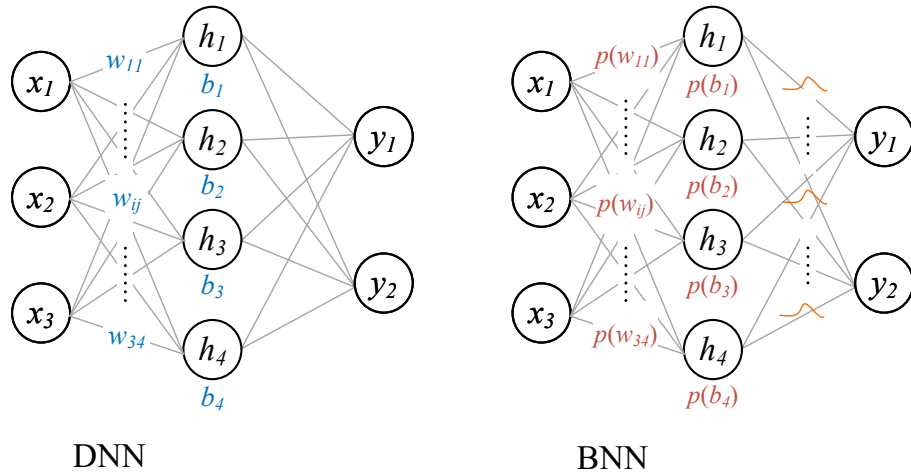 x1
x2
x3
w11
wij
w34
h1
b1
h2
b2
h3
b3
h4
b4
y1
y2
DNN
x1
x2
x3
p(w11)
p(wij)
p(w34)
h1
p(b1)
h2
p(b2)
h3
p(b3)
h4
p(b4)
y1
y2
BNN